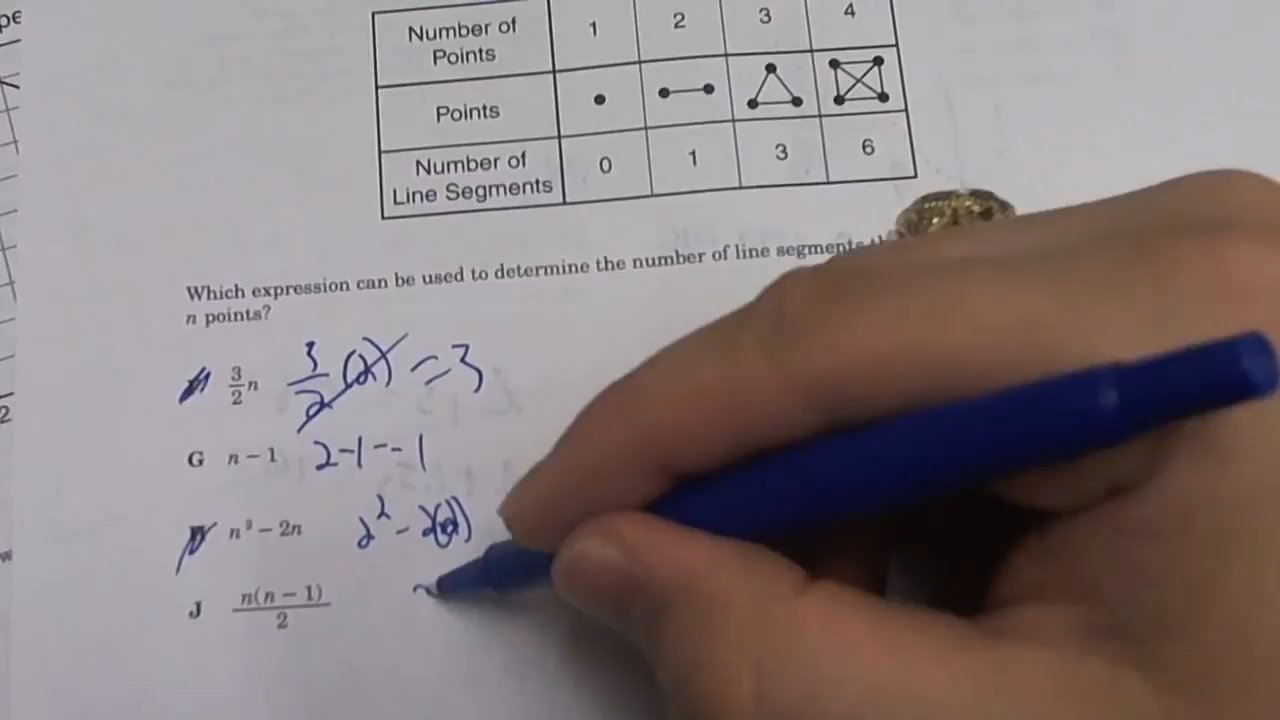 pe
Number of Points 1 2 3 4
Points
Number of Line Segments 0 1 3 6
Which expression can be used to determine the number of line segments
n points?
3/2 n 3/2 (2) = 3
G n − 1 2-1 = 1
n² − 2n 2² - 2(2)
J n(n − 1)/2
2
w